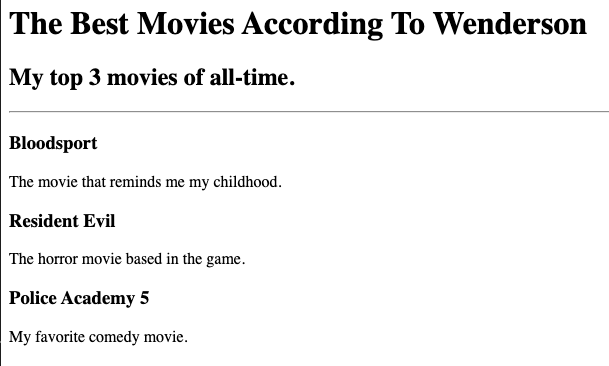 The Best Movies According To Wenderson
My top 3 movies of all-time.
Bloodsport
The movie that reminds me my childhood.
Resident Evil
The horror movie based in the game.
Police Academy 5
My favorite comedy movie.